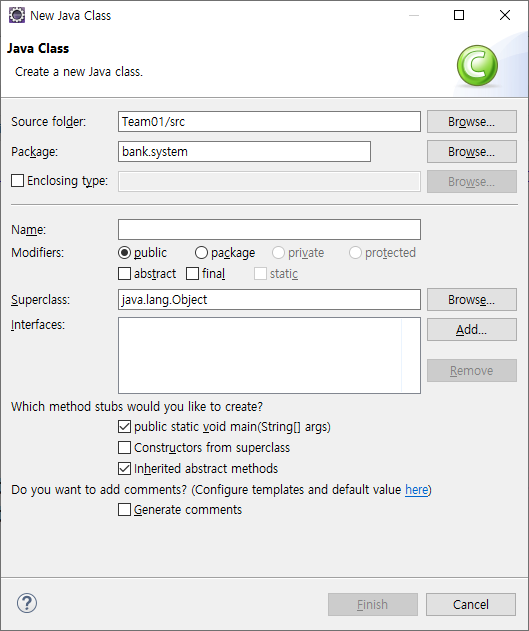 New Java Class
Java Class
Create a new Java class.
Source folder: Team01/src Browse...
Package: bank.system Browse...
Enclosing type: Browse...
Name:
Modifiers: public package private protected
abstract final static
Superclass: java.lang.Object Browse...
Interfaces: Add...
Remove
Which method stubs would you like to create?
public static void main(String[] args)
Constructors from superclass
Inherited abstract methods
Do you want to add comments? (Configure templates and default value here)
Generate comments
? Finish Cancel